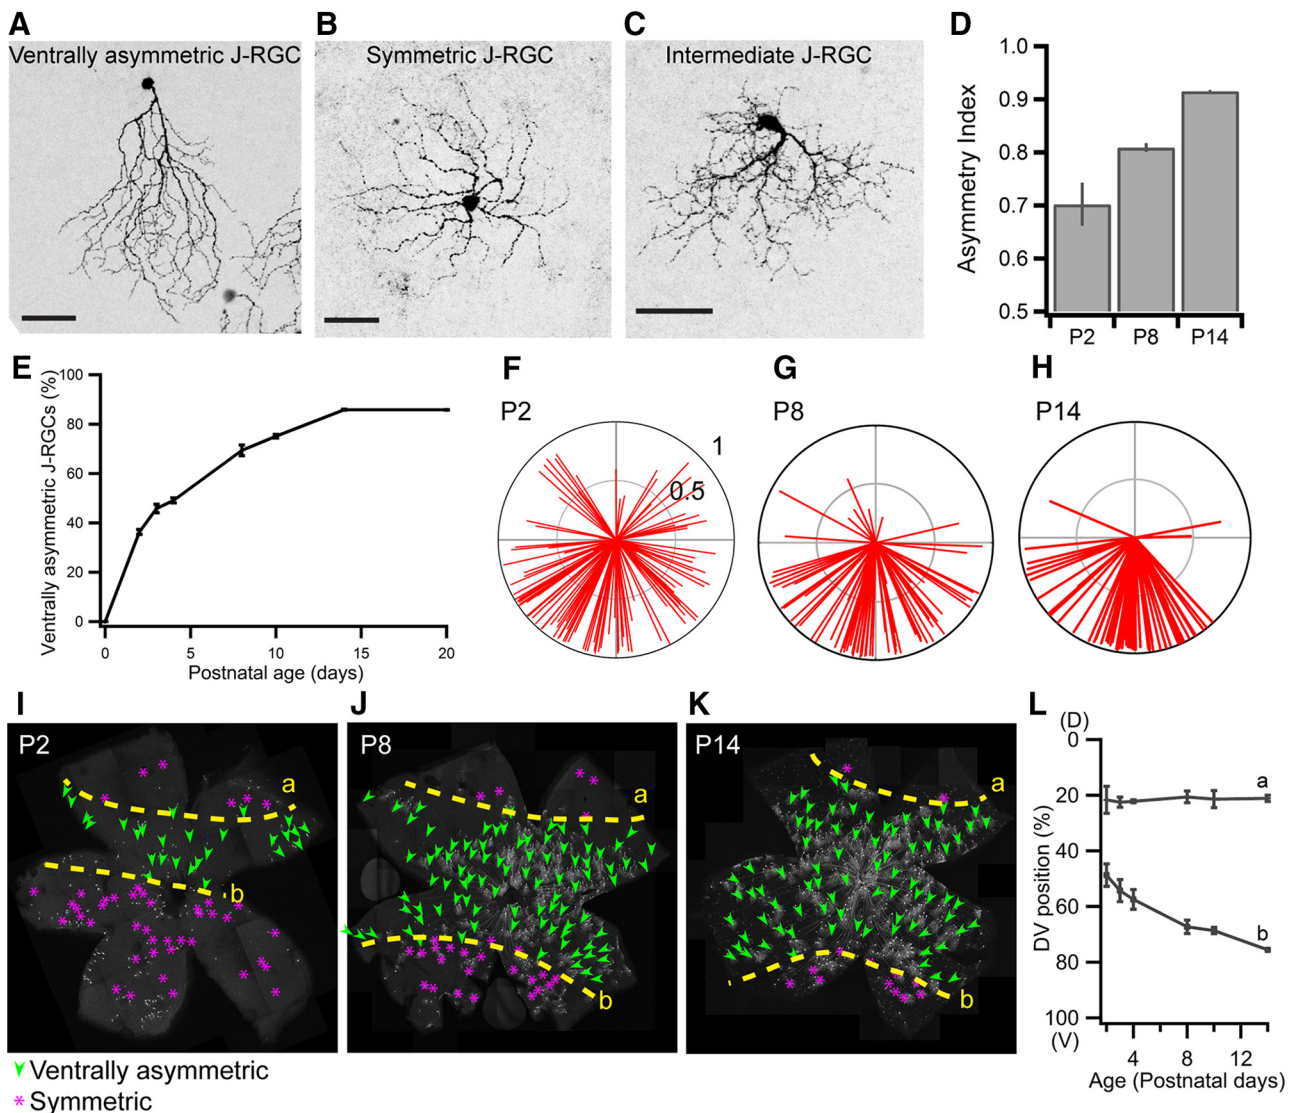 A
Ventrally asymmetric J-RGC
B
Symmetric J-RGC
C
Intermediate J-RGC
D
Asymmetry Index
1.0
0.9
0.8
0.7
0.6
0.5
P2
P8
P14
E
Ventrally asymmetric J-RGCs (%)
100
80
60
40
20
0
0
5
10
15
20
Postnatal age (days)
F
P2
1
0.5
G
P8
H
P14
I
P2
a
b
J
P8
a
b
K
P14
a
b
L
(D)
DV position (%)
0
20
40
60
80
100
(V)
a
b
4
8
12
Age (Postnatal days)
Ventrally asymmetric
* Symmetric